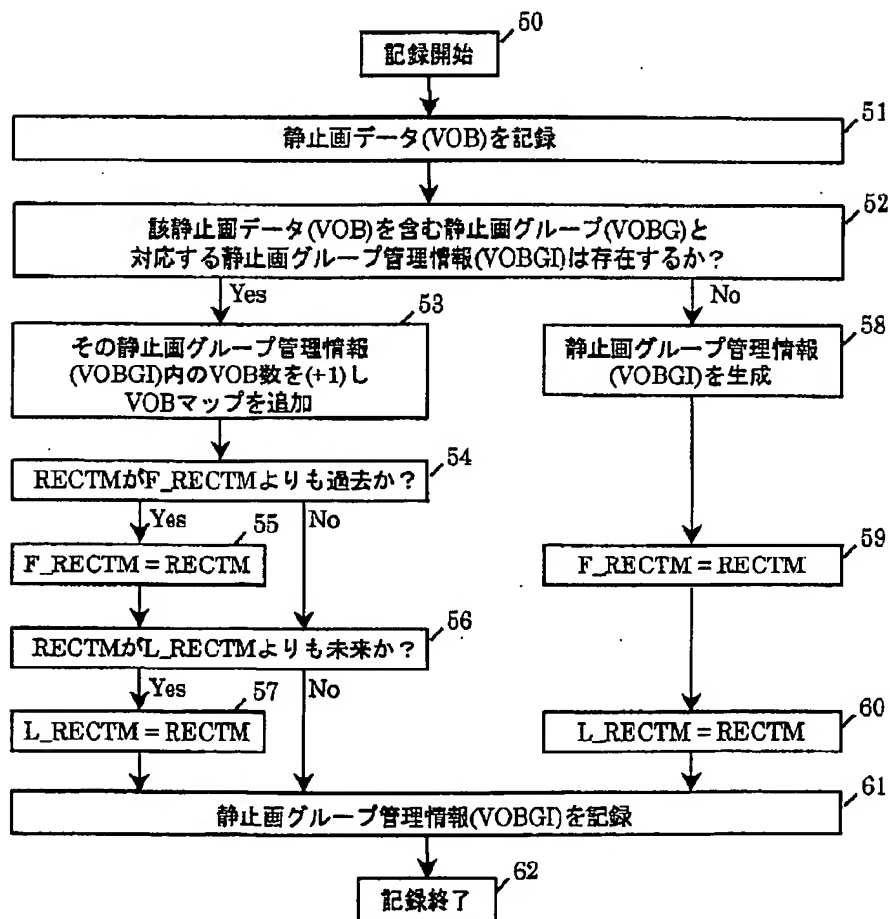 50
記録開始
51
静止画データ(VOB)を記録
52
該静止画データ(VOB)を含む静止画グループ(VOBG)と
対応する静止画グループ管理情報(VOBGI)は存在するか?
Yes
No
53
その静止画グループ管理情報
(VOBGI)内のVOB数を(+1)し
VOBマップを追加
58
静止画グループ管理情報
(VOBGI)を生成
54
RECTMがF_RECTMよりも過去か?
Yes
No
55
F_RECTM = RECTM
59
F_RECTM = RECTM
56
RECTMがL_RECTMよりも未来か?
Yes
No
57
L_RECTM = RECTM
60
L_RECTM = RECTM
61
静止画グループ管理情報(VOBGI)を記録
62
記録終了